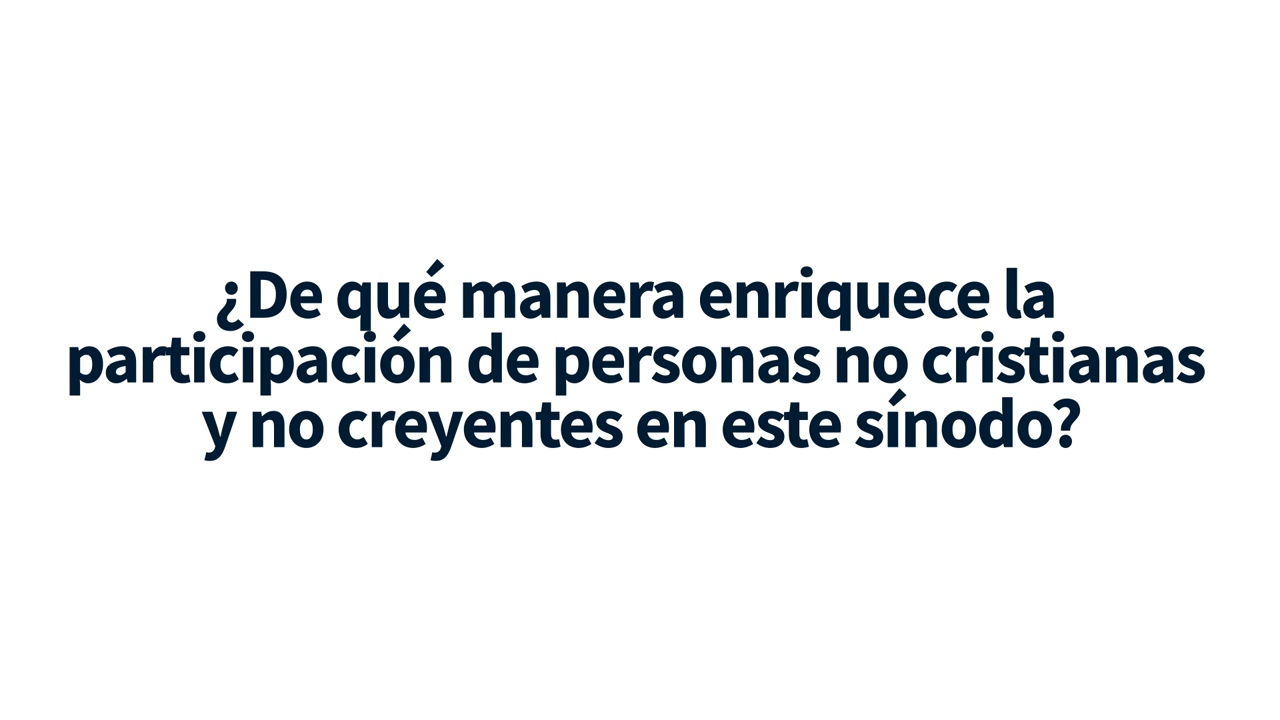 ¿De qué manera enriquece la
participación de personas no cristianas
y no creyentes en este sínodo?